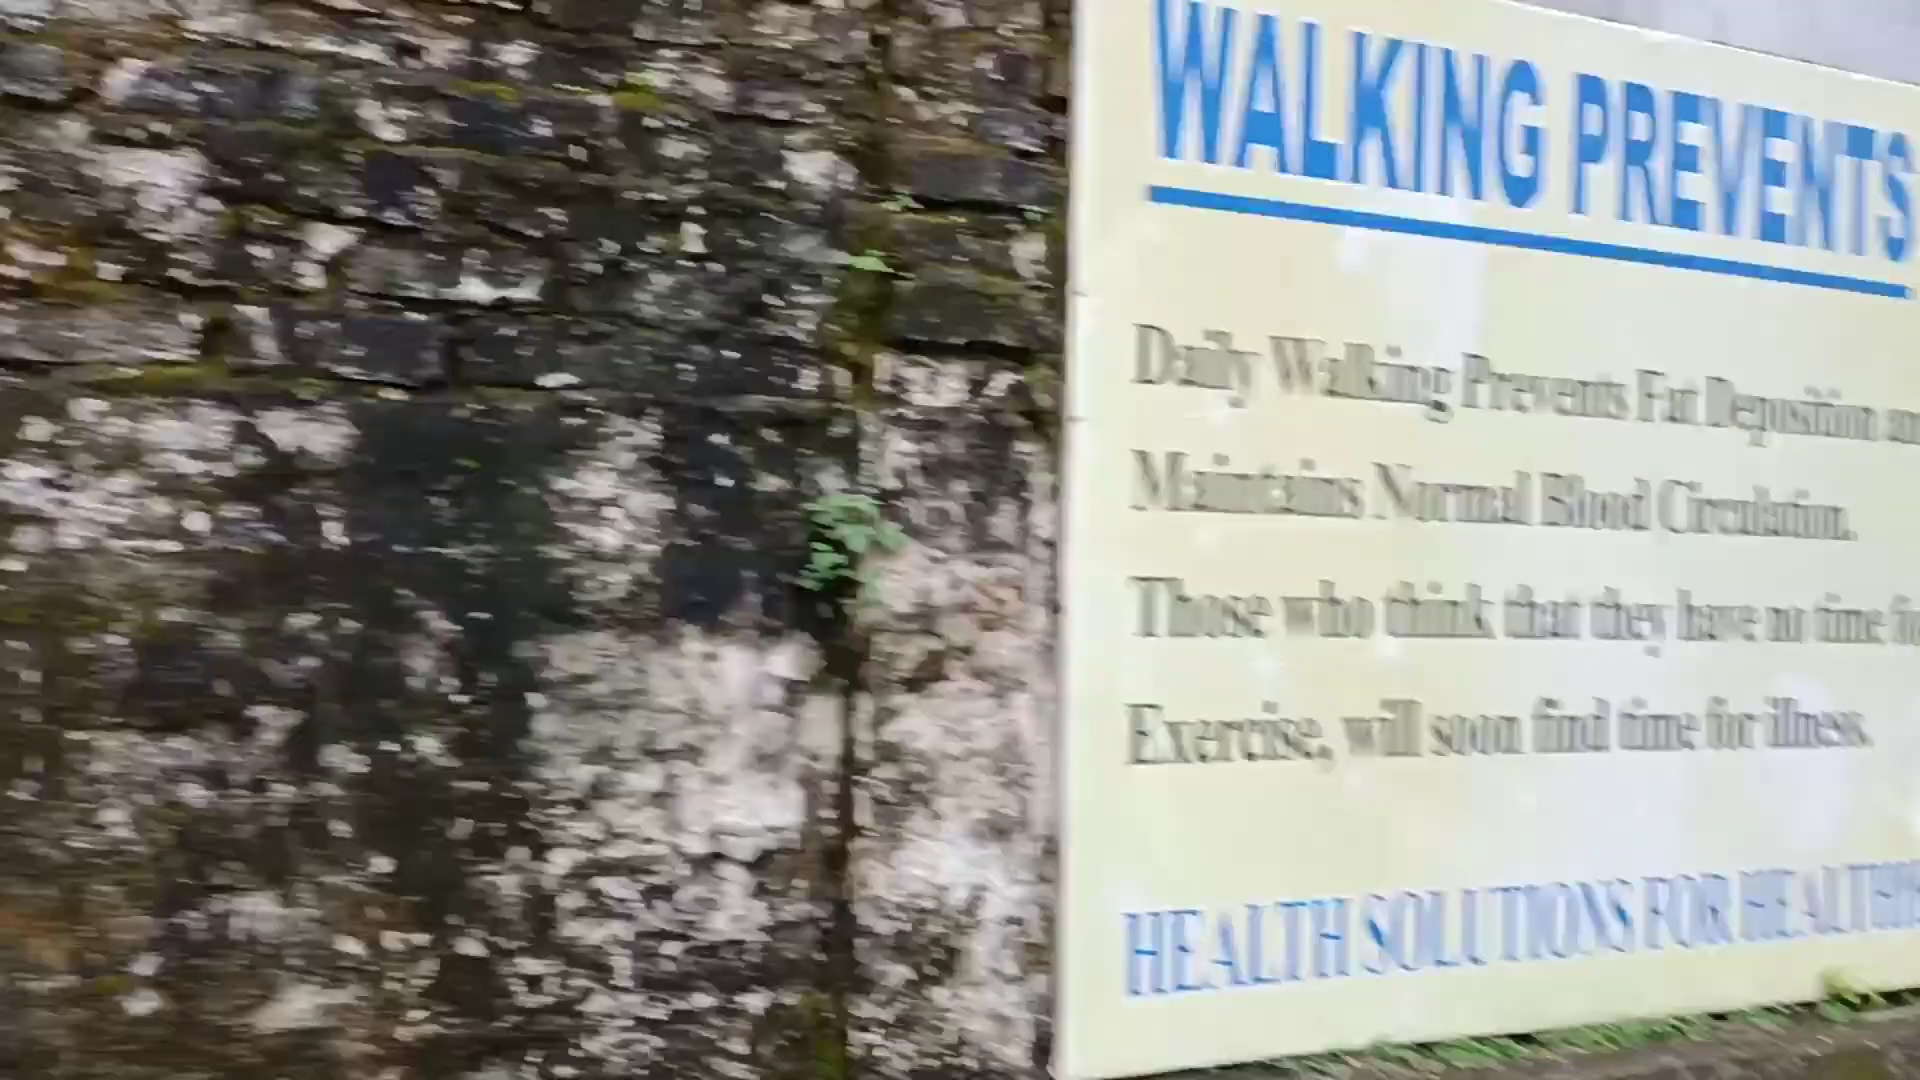 WALKING PREVENTS
Daily Walking Prevents Fat Deposition
Maintains Normal Blood Circulation.
Those who think that they have no time
Exercise, will soon find time for illness.
HEALTH SOLUTIONS FOR